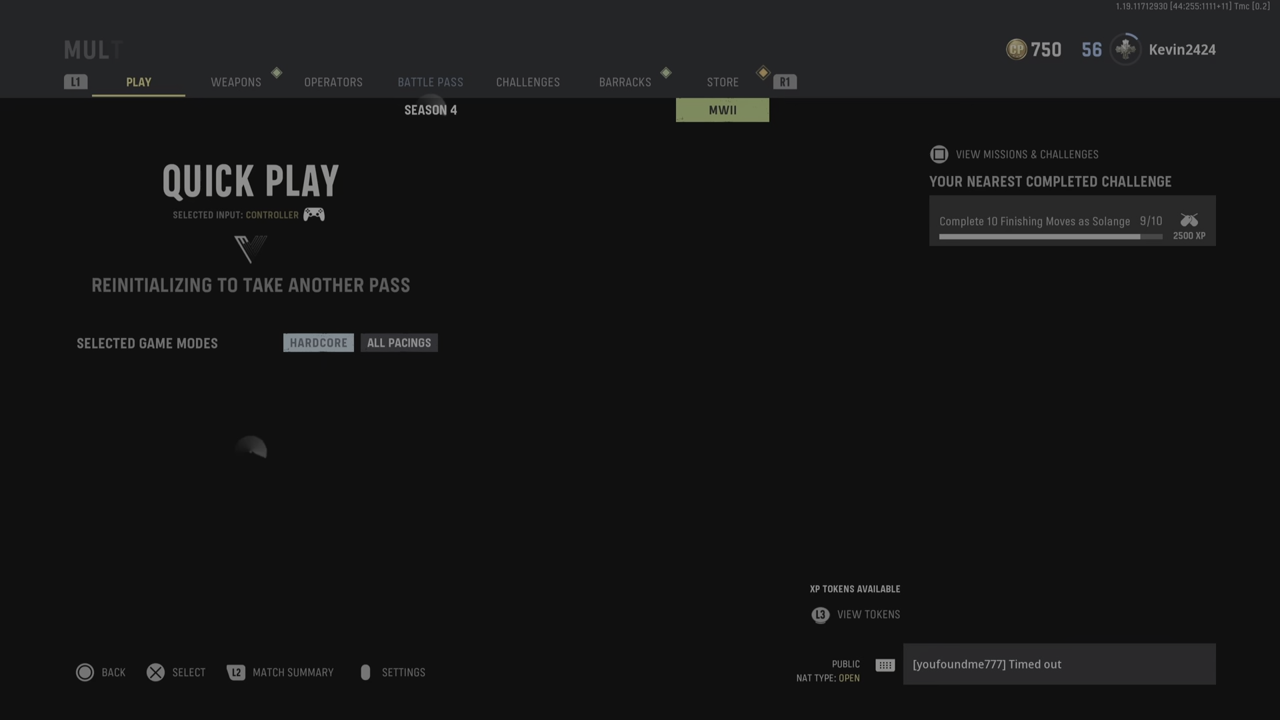 1.19.11712930 [44:255:1111+11] Tmc [0.2]
MULT
CP 750 56 Kevin2424
L1 PLAY WEAPONS OPERATORS BATTLE PASS CHALLENGES BARRACKS STORE R1
SEASON 4 MWII
QUICK PLAY
SELECTED INPUT: CONTROLLER
REINITIALIZING TO TAKE ANOTHER PASS
SELECTED GAME MODES HARDCORE ALL PACINGS
VIEW MISSIONS & CHALLENGES
YOUR NEAREST COMPLETED CHALLENGE
Complete 10 Finishing Moves as Solange 9/10
2500 XP
XP TOKENS AVAILABLE
L3 VIEW TOKENS
BACK SELECT L2 MATCH SUMMARY SETTINGS
PUBLIC
NAT TYPE: OPEN
[youfoundme777] Timed out